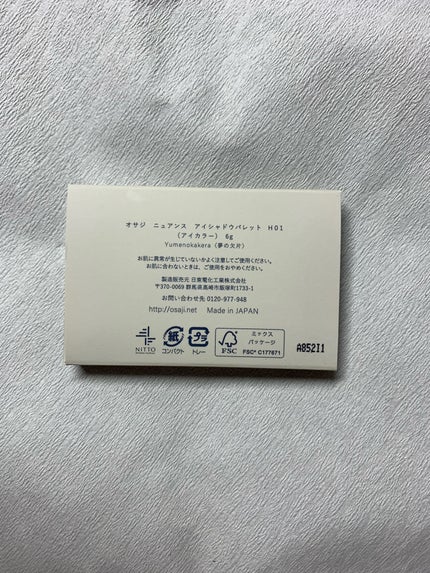 オサジ ニュアンス アイシャドウパレット H01
（アイカラー） 6g
Yumenokakera（夢の欠片）
お肌に異常が生じていないかよく注意してご使用ください。
お肌に合わないときは、ご使用をおやめください。
製造販売元 日東電化工業株式会社
〒370-0069 群馬県高崎市飯塚町1733-1
お問い合わせ先 0120-977-948
http://osaji.net Made in JAPAN
NITTO
紙
コンパクト
プラ
トレー
FSC
ミックス
パッケージ
FSC® C177671
A052I1